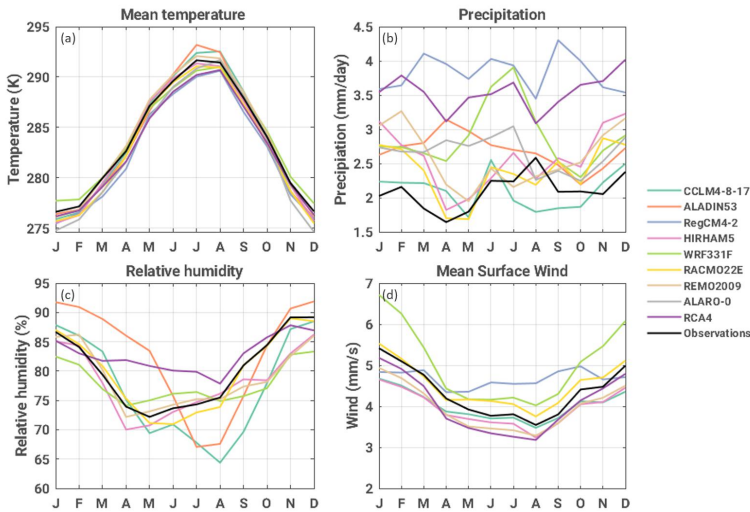 Mean temperature
(a)
Temperature (K)
295
290
285
280
275
J F M A M J J A S O N D
Precipitation
(b)
Precipiation (mm/day)
4.5
4
3.5
3
2.5
2
1.5
1
J F M A M J J A S O N D
Relative humidity
(c)
Relative humidity (%)
95
90
85
80
75
70
65
60
J F M A M J J A S O N D
Mean Surface Wind
(d)
Wind (mm/s)
7
6
5
4
3
2
J F M A M J J A S O N D
CCLM4-8-17
ALADIN53
RegCM4-2
HIRHAM5
WRF331F
RACMO22E
REMO2009
ALARO-0
RCA4
Observations